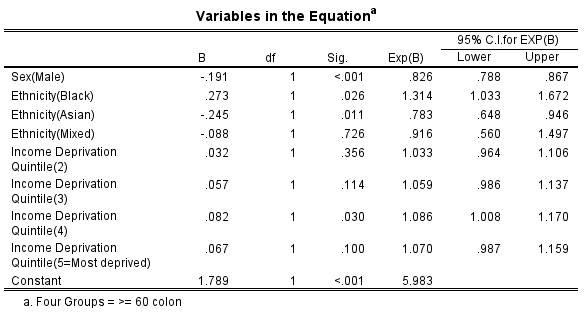 Variables in the Equationa
95% C.I.for EXP(B)
B df Sig. Exp(B) Lower Upper
Sex(Male) -.191 1 <.001 .826 .788 .867
Ethnicity(Black) .273 1 .026 1.314 1.033 1.672
Ethnicity(Asian) -.245 1 .011 .783 .648 .946
Ethnicity(Mixed) -.088 1 .726 .916 .560 1.497
Income Deprivation .032 1 .356 1.033 .964 1.106
Quintile(2)
Income Deprivation .057 1 .114 1.059 .986 1.137
Quintile(3)
Income Deprivation .082 1 .030 1.086 1.008 1.170
Quintile(4)
Income Deprivation .067 1 .100 1.070 .987 1.159
Quintile(5=Most deprived)
Constant 1.789 1 <.001 5.983
a. Four Groups = >= 60 colon